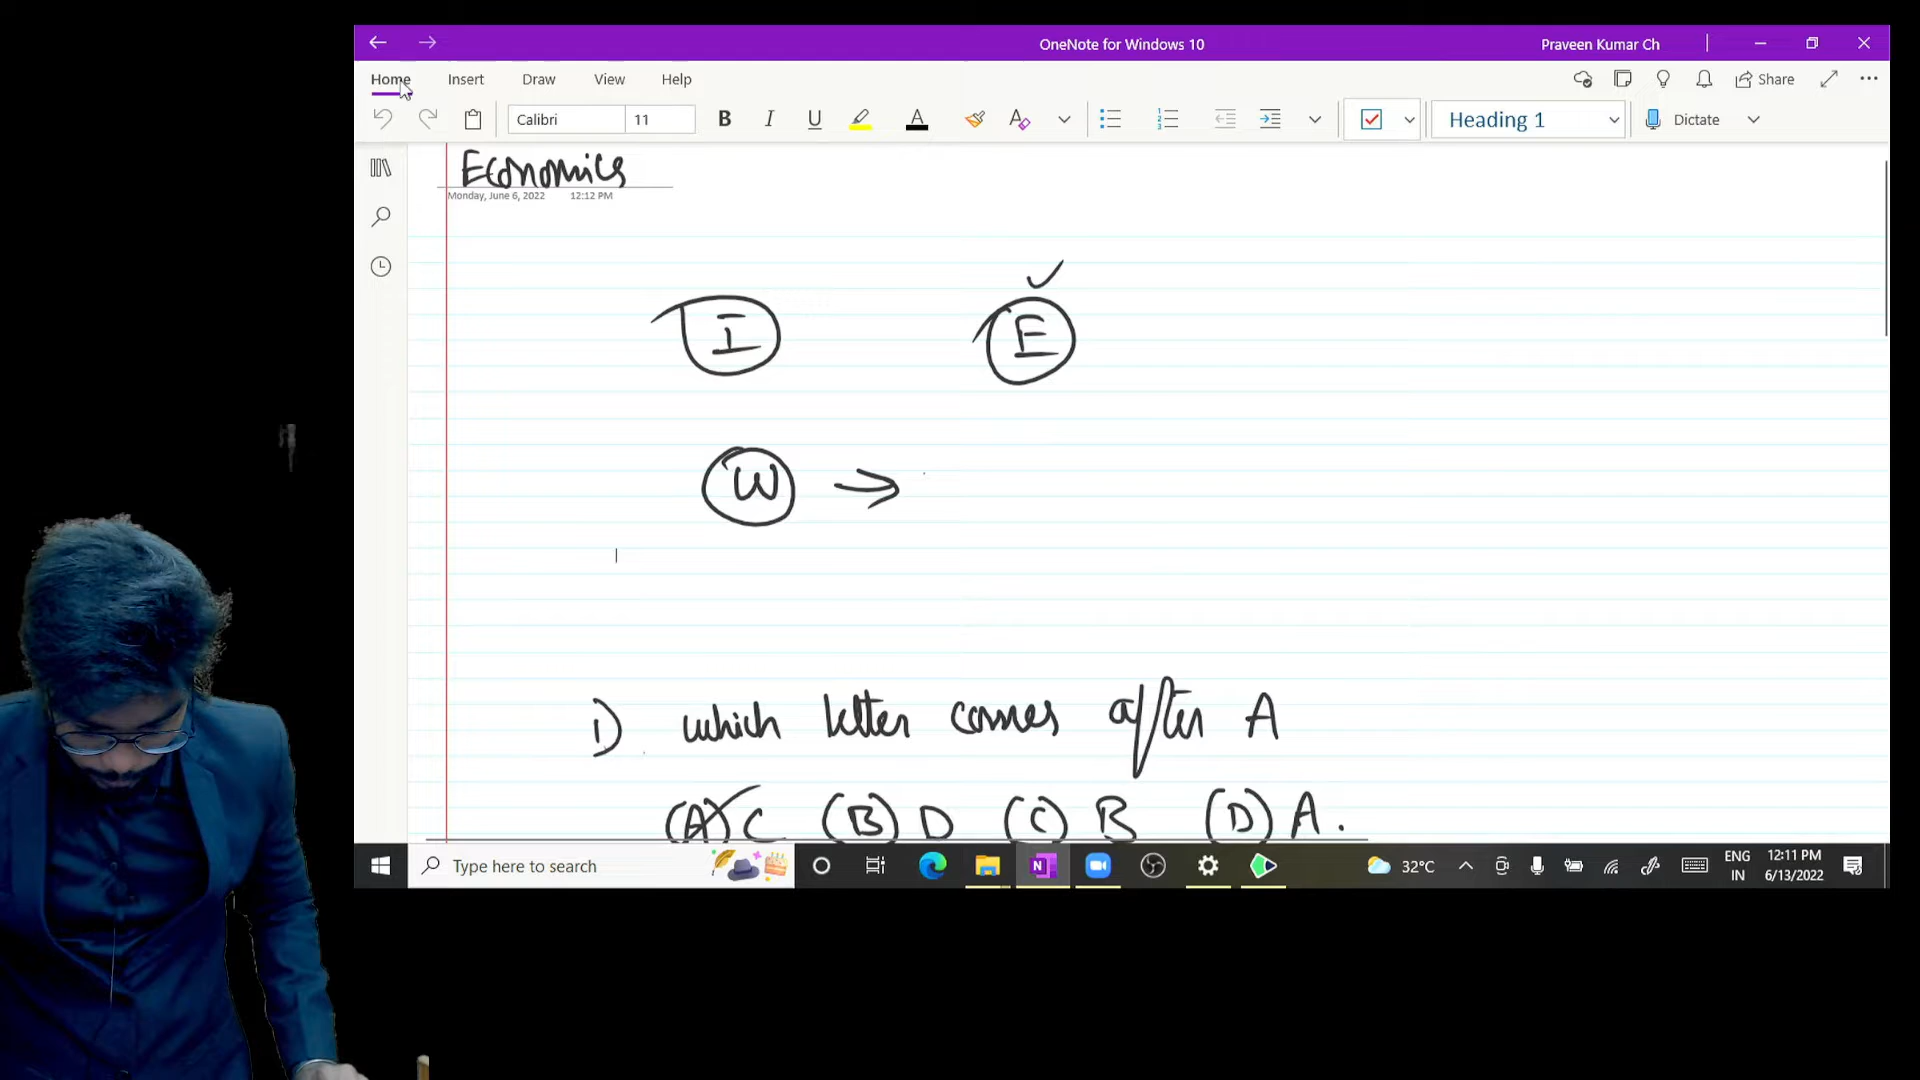 OneNote for Windows 10 Praveen Kumar Ch
Home Insert Draw View Help Share
Calibri 11 B I U A A Heading 1 Dictate
Economics
Monday, June 6, 2022 12:12 PM
I E
W →
1) which letter comes after A
(A) C (B) D (C) B (D) A.
Type here to search 32°C ENG IN 12:11 PM 6/13/2022